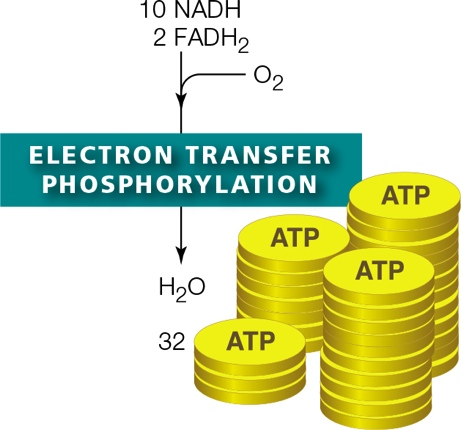 10 NADH
2 FADH₂
O₂
ELECTRON TRANSFER
PHOSPHORYLATION
ATP
ATP
ATP
H₂O
32
ATP